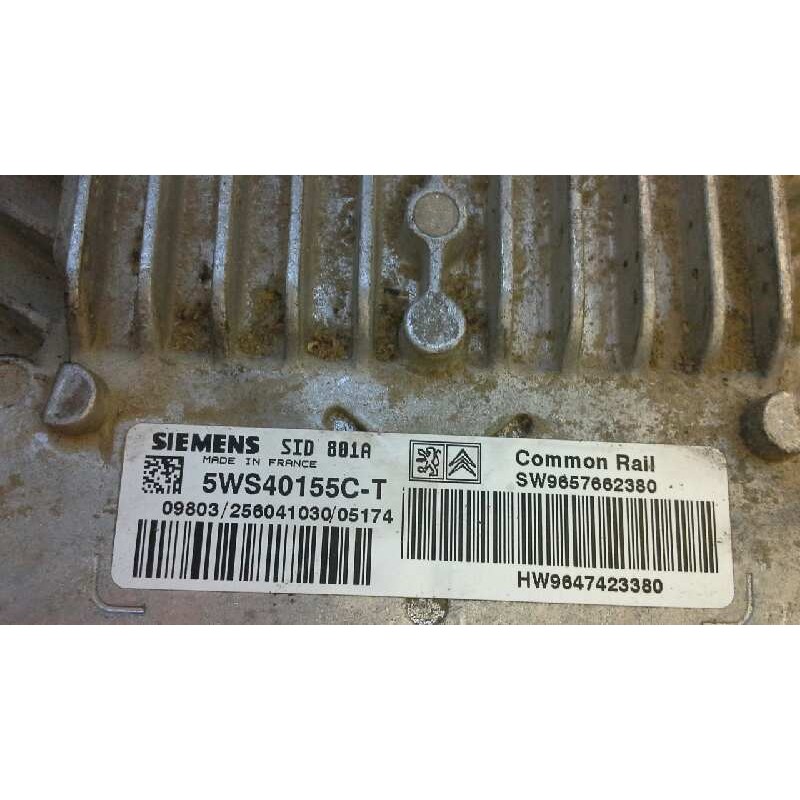 SIEMENS SID 801A
MADE IN FRANCE
5WS40155C-T
09803/256041030/05174
Common Rail
SW9657662380
HW9647423380